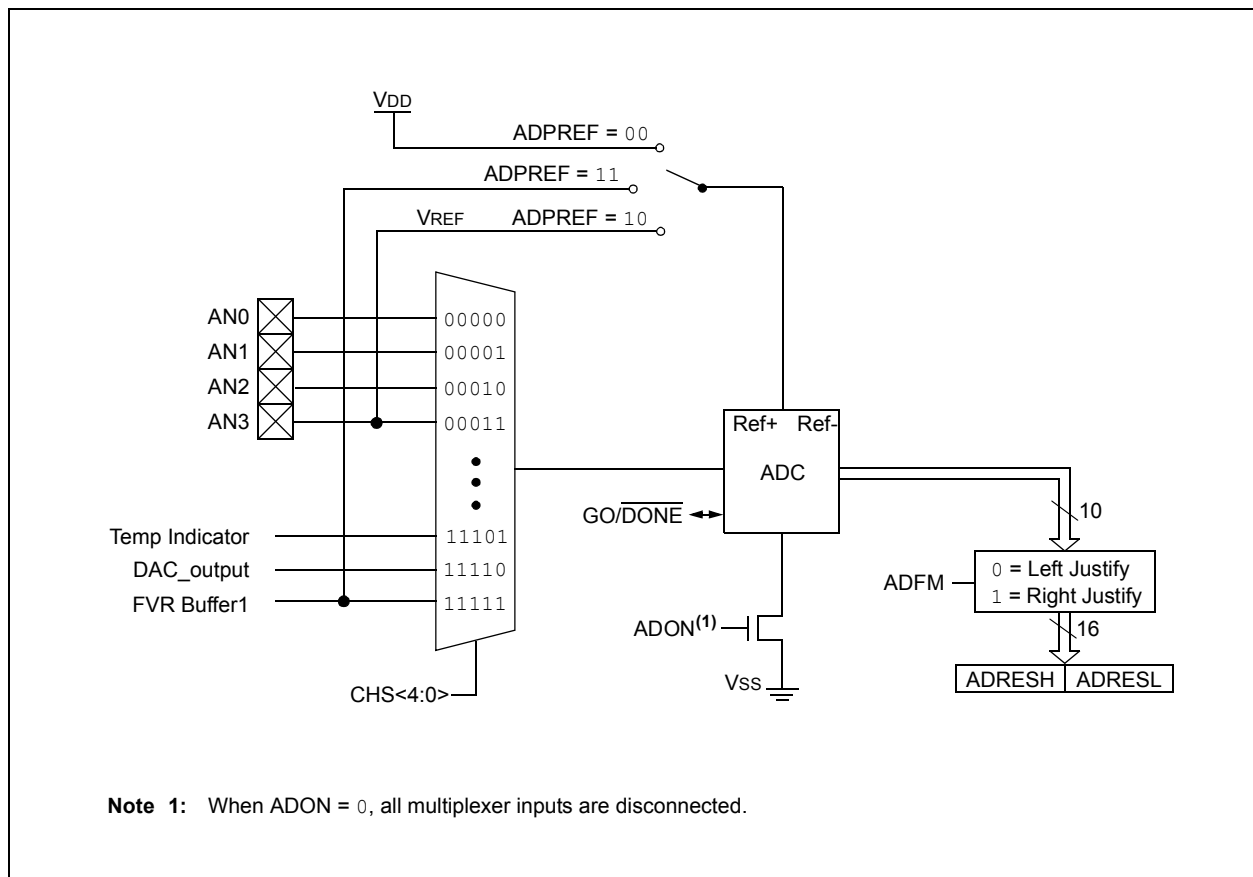 VDD
ADPREF = 00
ADPREF = 11
VREF ADPREF = 10
AN0 00000
AN1 00001
AN2 00010
AN3 00011
Ref+ Ref-
ADC
GO/DONE
10
Temp Indicator 11101
DAC_output 11110
FVR Buffer1 11111
ADFM
0 = Left Justify
1 = Right Justify
ADON(1)
16
VSS
CHS<4:0>
ADRESH ADRESL
Note 1: When ADON = 0, all multiplexer inputs are disconnected.